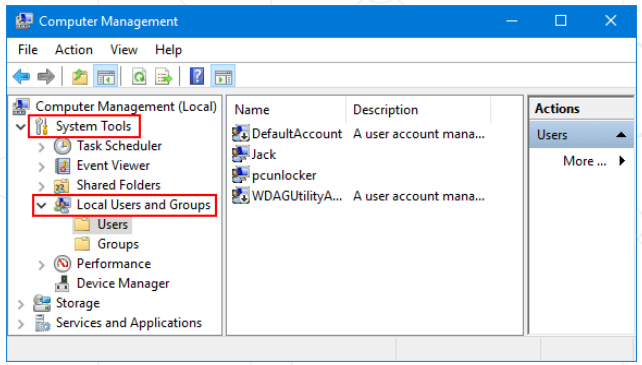 Computer Management
File Action View Help
Computer Management (Local)
System Tools
Task Scheduler
Event Viewer
Shared Folders
Local Users and Groups
Users
Groups
Performance
Device Manager
Storage
Services and Applications
Name Description
DefaultAccount A user account mana...
Jack
pcunlocker
WDAGUtilityA... A user account mana...
Actions
Users
More ...